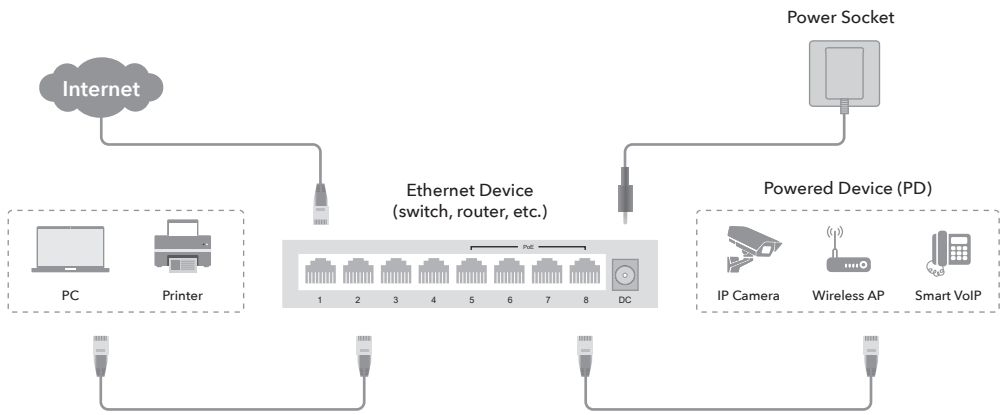 Power Socket
Internet
Ethernet Device
(switch, router, etc.)
Powered Device (PD)
PoE
PC
Printer
1 2 3 4 5 6 7 8 DC
IP Camera
Wireless AP
Smart VoIP